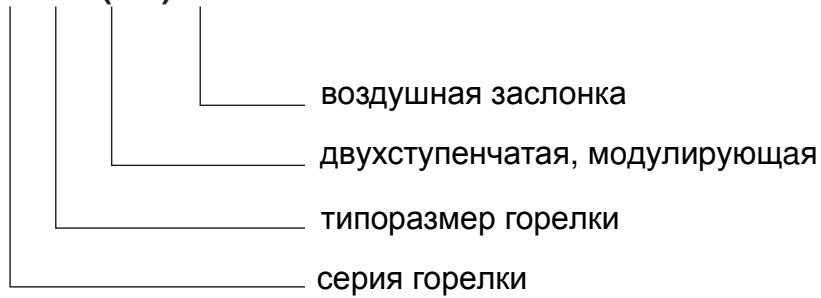 воздушная заслонка
двухступенчатая, модулирующая
типоразмер горелки
серия горелки